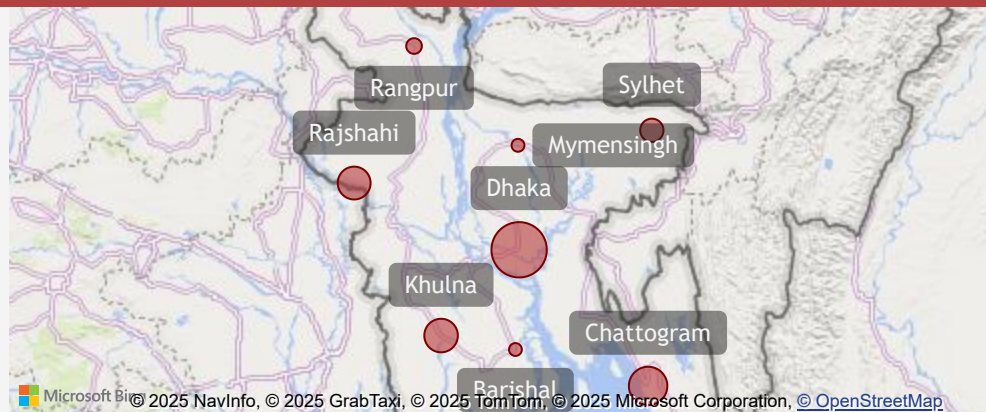 Rangpur
Sylhet
Rajshahi
Mymensingh
Dhaka
Khulna
Chattogram
Barishal
Microsoft Bing
© 2025 NavInfo, © 2025 GrabTaxi, © 2025 TomTom, © 2025 Microsoft Corporation, © OpenStreetMap